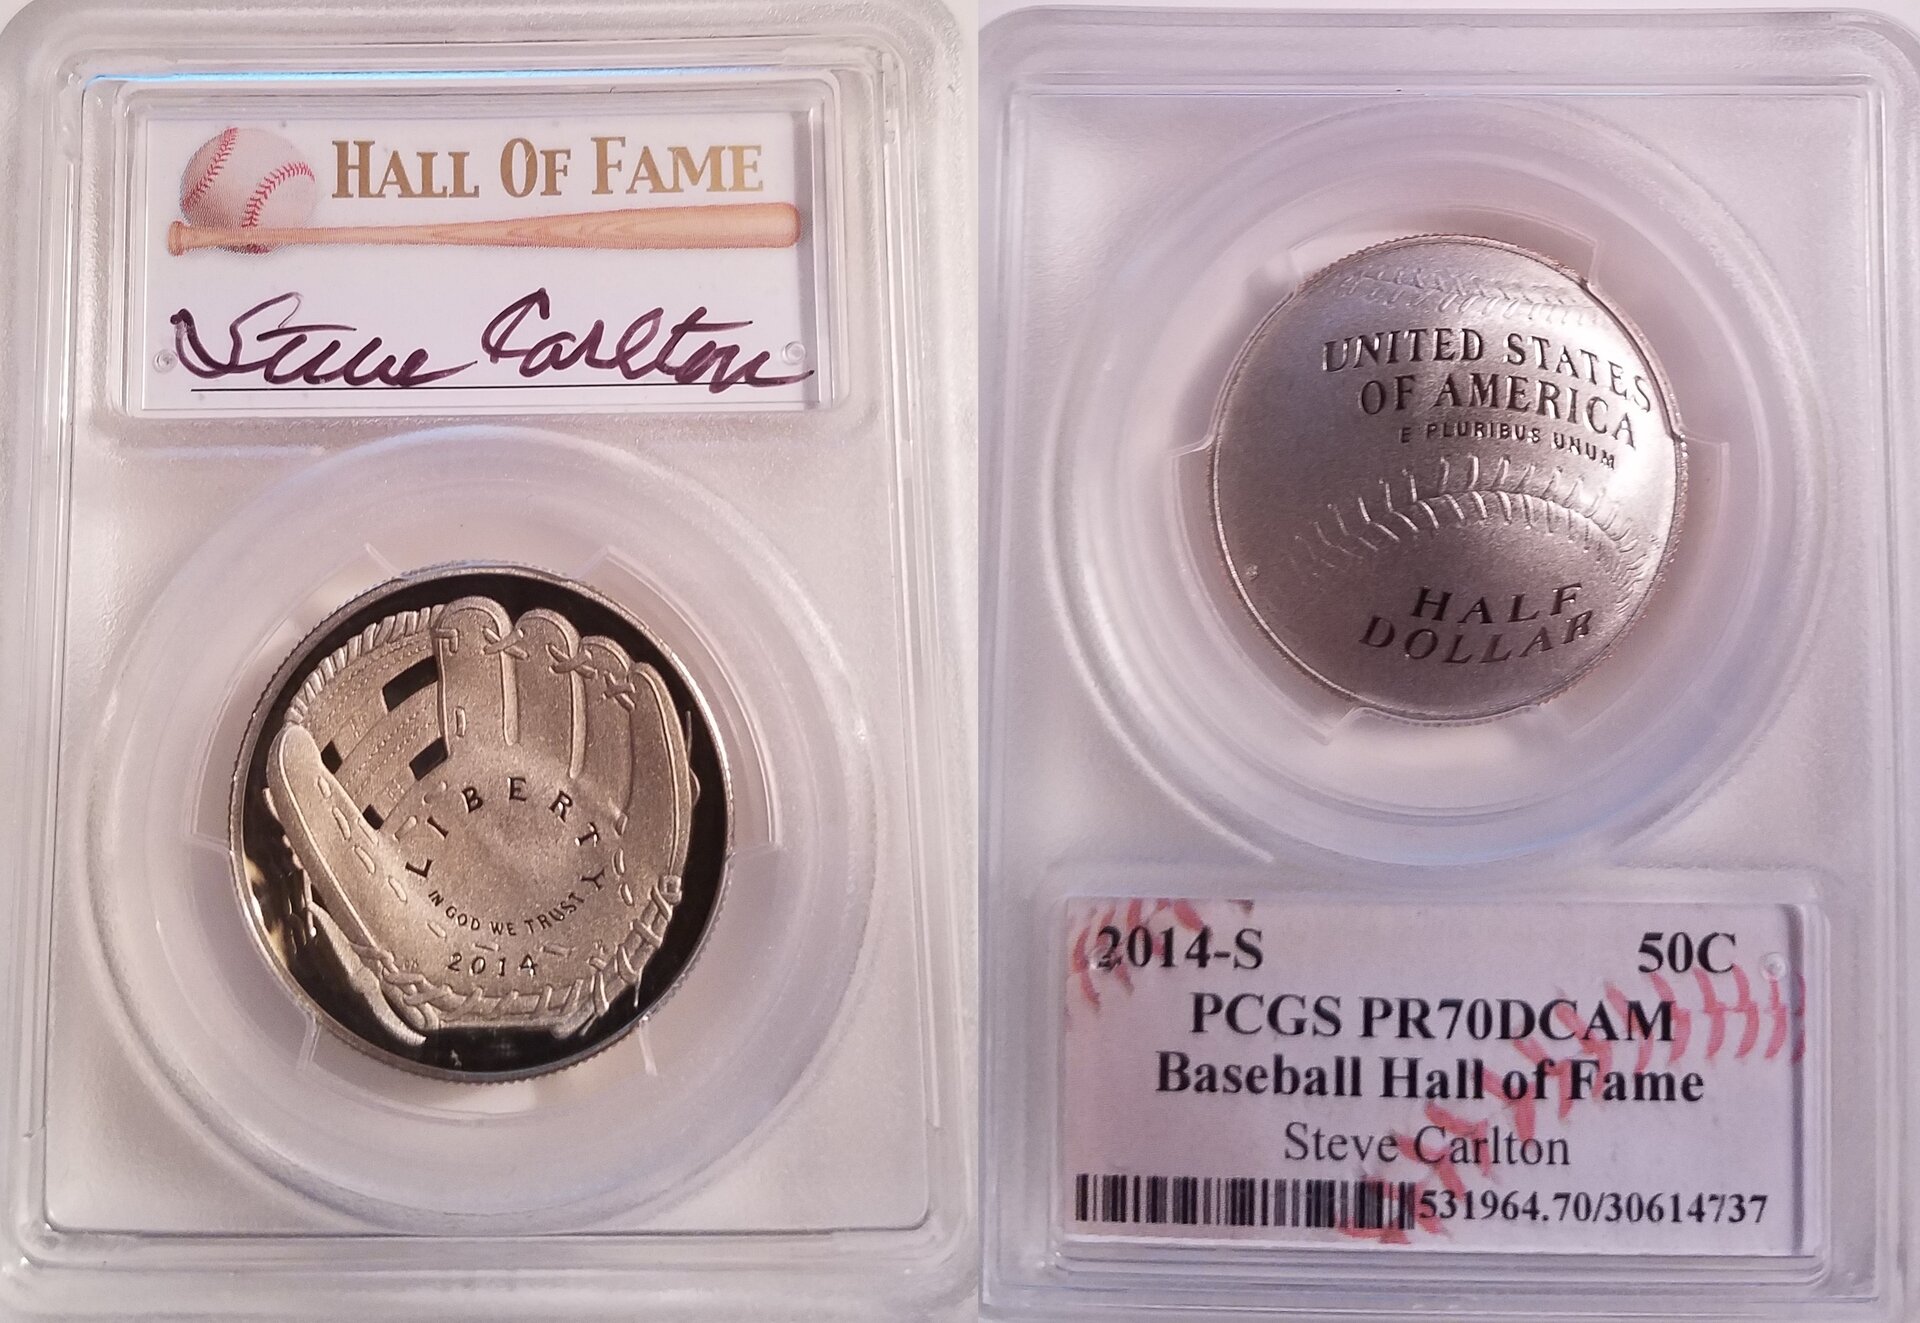 HALL OF FAME
Steve Carlton
LIBERTY
IN GOD WE TRUST
2014
UNITED STATES
OF AMERICA
E PLURIBUS UNUM
HALF
DOLLAR
2014-S 50C
PCGS PR70DCAM
Baseball Hall of Fame
Steve Carlton
531964.70/30614737